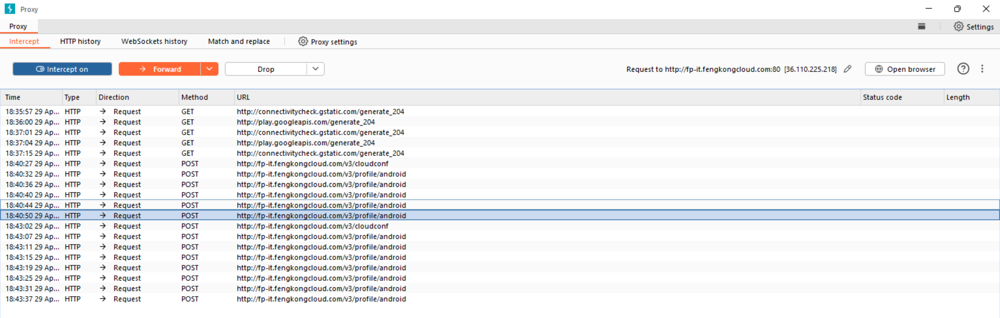 Proxy
Proxy Settings
Intercept HTTP history WebSockets history Match and replace Proxy settings
Intercept on Forward Drop Request to http://fp-it.fengkongcloud.com:80 [36.110.225.218] Open browser
Time Type Direction Method URL Status code Length
18:35:57 29 Ap... HTTP → Request GET http://connectivitycheck.gstatic.com/generate_204
18:36:00 29 Ap... HTTP → Request GET http://play.googleapis.com/generate_204
18:37:01 29 Ap... HTTP → Request GET http://connectivitycheck.gstatic.com/generate_204
18:37:04 29 Ap... HTTP → Request GET http://play.googleapis.com/generate_204
18:37:15 29 Ap... HTTP → Request GET http://connectivitycheck.gstatic.com/generate_204
18:40:27 29 Ap... HTTP → Request POST http://fp-it.fengkongcloud.com/v3/cloudconf
18:40:32 29 Ap... HTTP → Request POST http://fp-it.fengkongcloud.com/v3/profile/android
18:40:36 29 Ap... HTTP → Request POST http://fp-it.fengkongcloud.com/v3/profile/android
18:40:40 29 Ap... HTTP → Request POST http://fp-it.fengkongcloud.com/v3/profile/android
18:40:44 29 Ap... HTTP → Request POST http://fp-it.fengkongcloud.com/v3/profile/android
18:40:50 29 Ap... HTTP → Request POST http://fp-it.fengkongcloud.com/v3/profile/android
18:43:02 29 Ap... HTTP → Request POST http://fp-it.fengkongcloud.com/v3/cloudconf
18:43:07 29 Ap... HTTP → Request POST http://fp-it.fengkongcloud.com/v3/profile/android
18:43:11 29 Ap... HTTP → Request POST http://fp-it.fengkongcloud.com/v3/profile/android
18:43:15 29 Ap... HTTP → Request POST http://fp-it.fengkongcloud.com/v3/profile/android
18:43:19 29 Ap... HTTP → Request POST http://fp-it.fengkongcloud.com/v3/profile/android
18:43:25 29 Ap... HTTP → Request POST http://fp-it.fengkongcloud.com/v3/profile/android
18:43:31 29 Ap... HTTP → Request POST http://fp-it.fengkongcloud.com/v3/profile/android
18:43:37 29 Ap... HTTP → Request POST http://fp-it.fengkongcloud.com/v3/profile/android